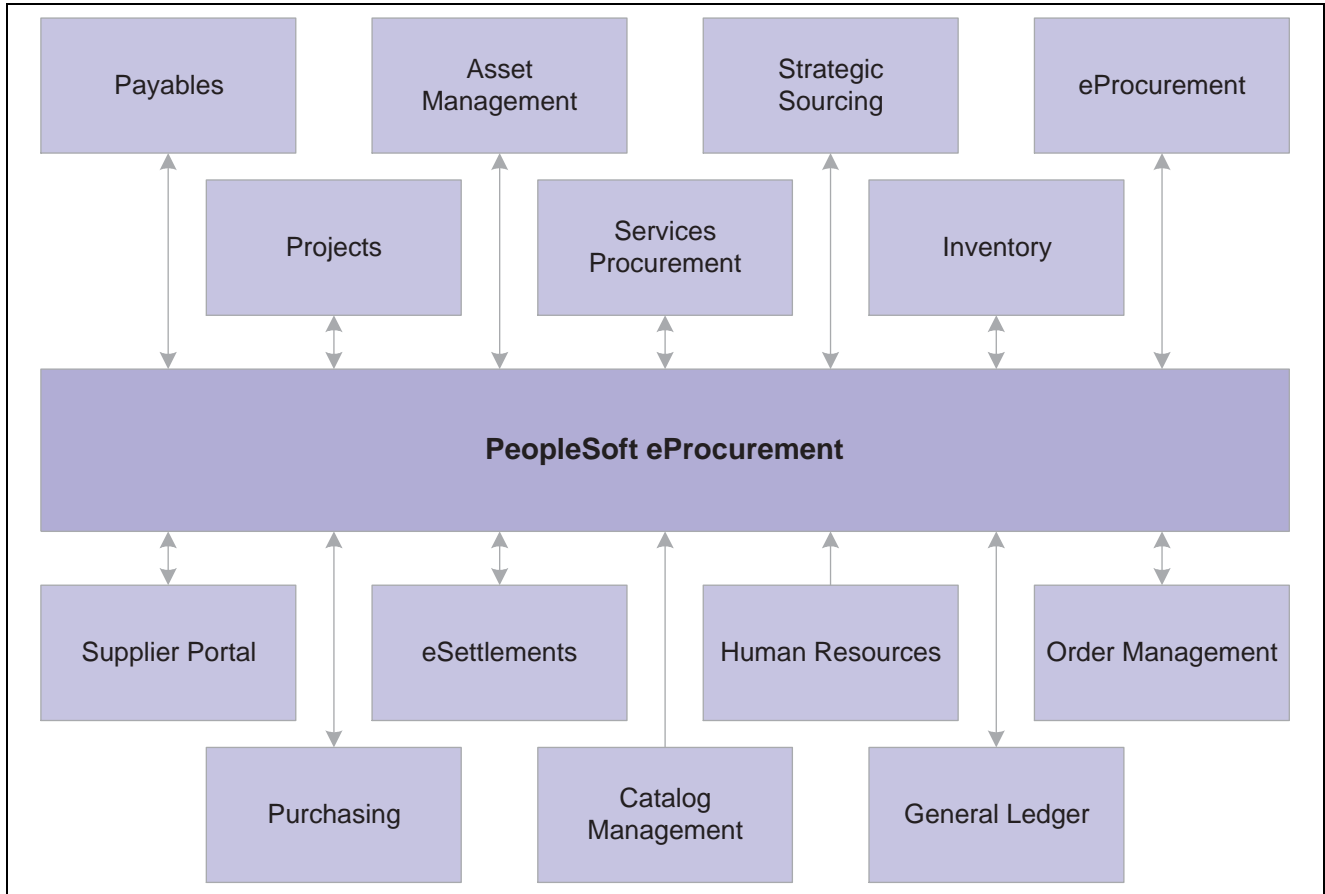 Payables
Asset
Management
Strategic
Sourcing
eProcurement
Projects
Services
Procurement
Inventory
PeopleSoft eProcurement
Supplier Portal
eSettlements
Human Resources
Order Management
Purchasing
Catalog
Management
General Ledger